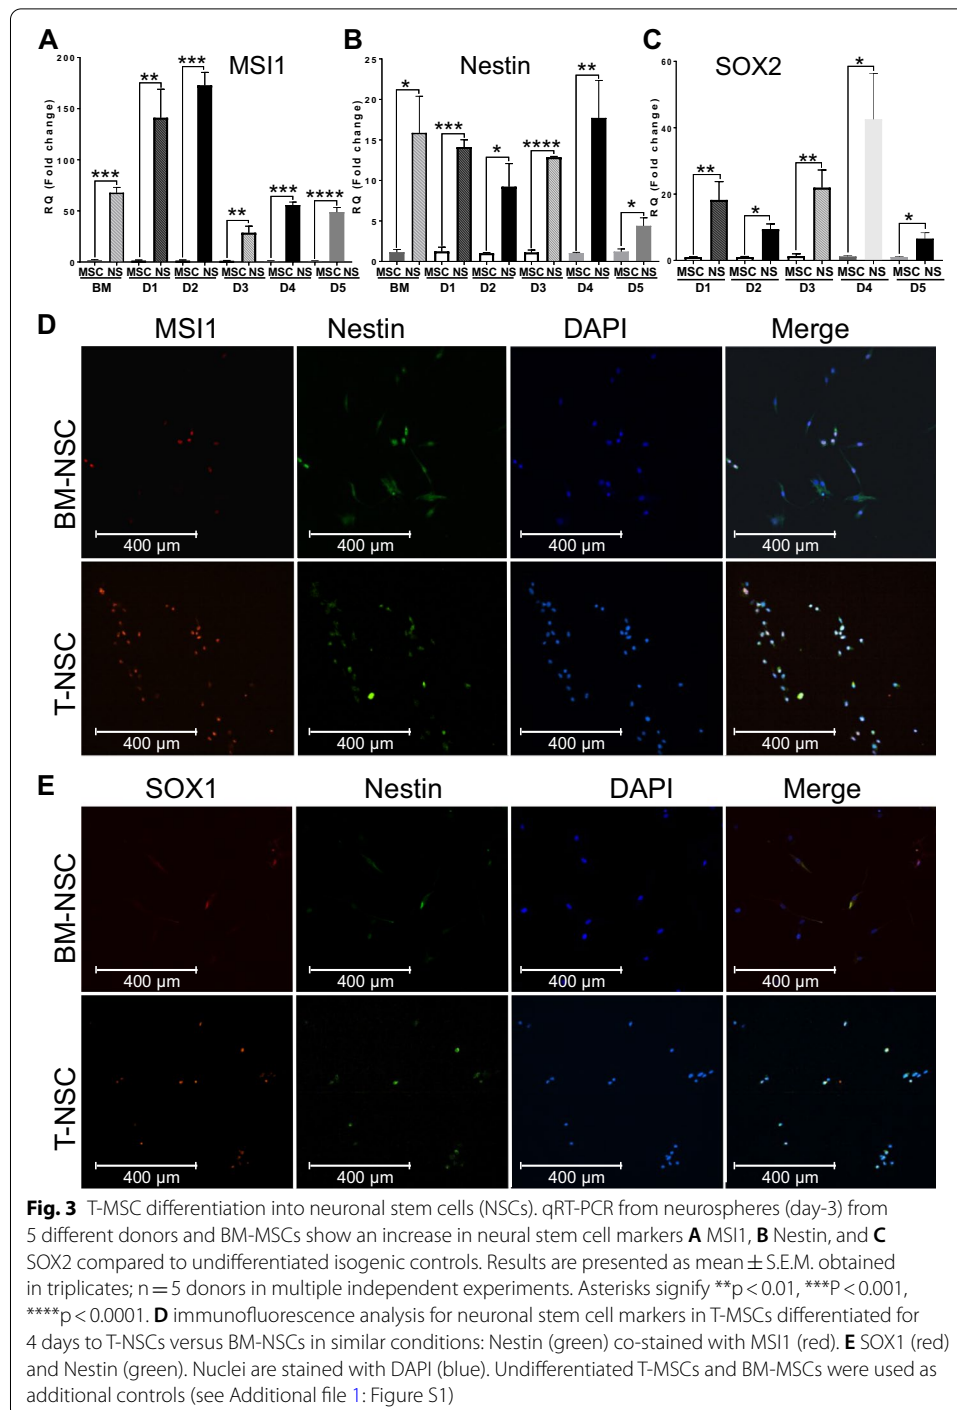 A
MSI1
RQ (Fold change)
200
150
100
50
0
***
**
***
**
***
****
MSC NS MSC NS MSC NS MSC NS MSC NS MSC NS
BM D1 D2 D3 D4 D5
B
Nestin
RQ (Fold change)
25
20
15
10
5
0
*
***
*
****
**
*
MSC NS MSC NS MSC NS MSC NS MSC NS MSC NS
BM D1 D2 D3 D4 D5
C
SOX2
RQ (Fold change)
60
40
20
0
**
*
**
*
*
MSC NS MSC NS MSC NS MSC NS MSC NS
D1 D2 D3 D4 D5
D
MSI1 Nestin DAPI Merge
BM-NSC
400 µm 400 µm 400 µm 400 µm
T-NSC
400 µm 400 µm 400 µm 400 µm
E
SOX1 Nestin DAPI Merge
BM-NSC
400 µm 400 µm 400 µm 400 µm
T-NSC
400 µm 400 µm 400 µm 400 µm
Fig. 3 T-MSC differentiation into neuronal stem cells (NSCs). qRT-PCR from neurospheres (day-3) from
5 different donors and BM-MSCs show an increase in neural stem cell markers A MSI1, B Nestin, and C
SOX2 compared to undifferentiated isogenic controls. Results are presented as mean ± S.E.M. obtained
in triplicates; n = 5 donors in multiple independent experiments. Asterisks signify **p < 0.01, ***P < 0.001,
****p < 0.0001. D immunofluorescence analysis for neuronal stem cell markers in T-MSCs differentiated for
4 days to T-NSCs versus BM-NSCs in similar conditions: Nestin (green) co-stained with MSI1 (red). E SOX1 (red)
and Nestin (green). Nuclei are stained with DAPI (blue). Undifferentiated T-MSCs and BM-MSCs were used as
additional controls (see Additional file 1: Figure S1)